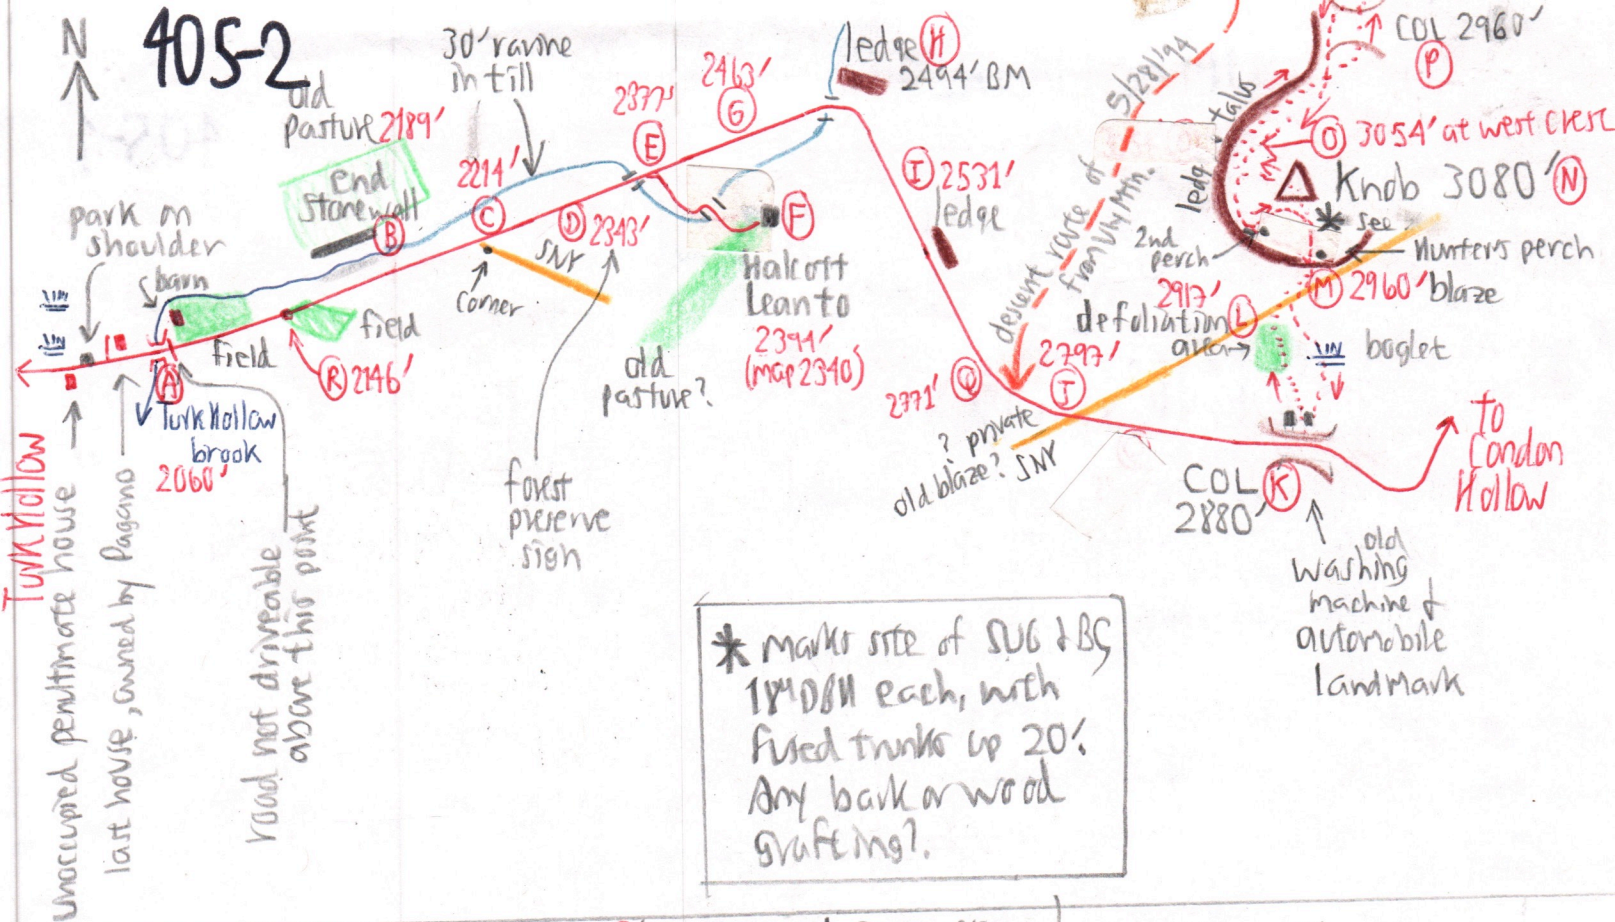 N
405-2
old
pasture 2189'
End
Stonewall
B
30' ravine
in till
2214'
C
2377'
E
2463'
G
ledge H
2494' BM
park on
shoulder
barn
field
A
Turk Hollow
brook
2060'
R 2146'
field
corner
SNY
D 2343'
F
Halcott
Leanto
2394'
(map 2340)
old
pasture?
forest
preserve
sign
I 2531'
ledge
5/28/94
descent route of
from Vly Mtn.
talus
ledg
COL 2960'
P
O 3054' at west crest
Knob 3080' N
see
2nd
perch
Hunters perch
2917'
M 2960' blaze
defoliation L
area
boglet
2797'
2771' Q
J
? private
old blaze? SNY
COL K
2880'
To
London
Hollow
old
washing
machine &
automobile
landmark
Turk Hollow
unoccupied penultimate house
last house, owned by Pagano
road not driveable
above this point
* marks site of SUG & BC,
18" DBH each, with
fused trunks up 20'.
Any bark or wood
grafting?.